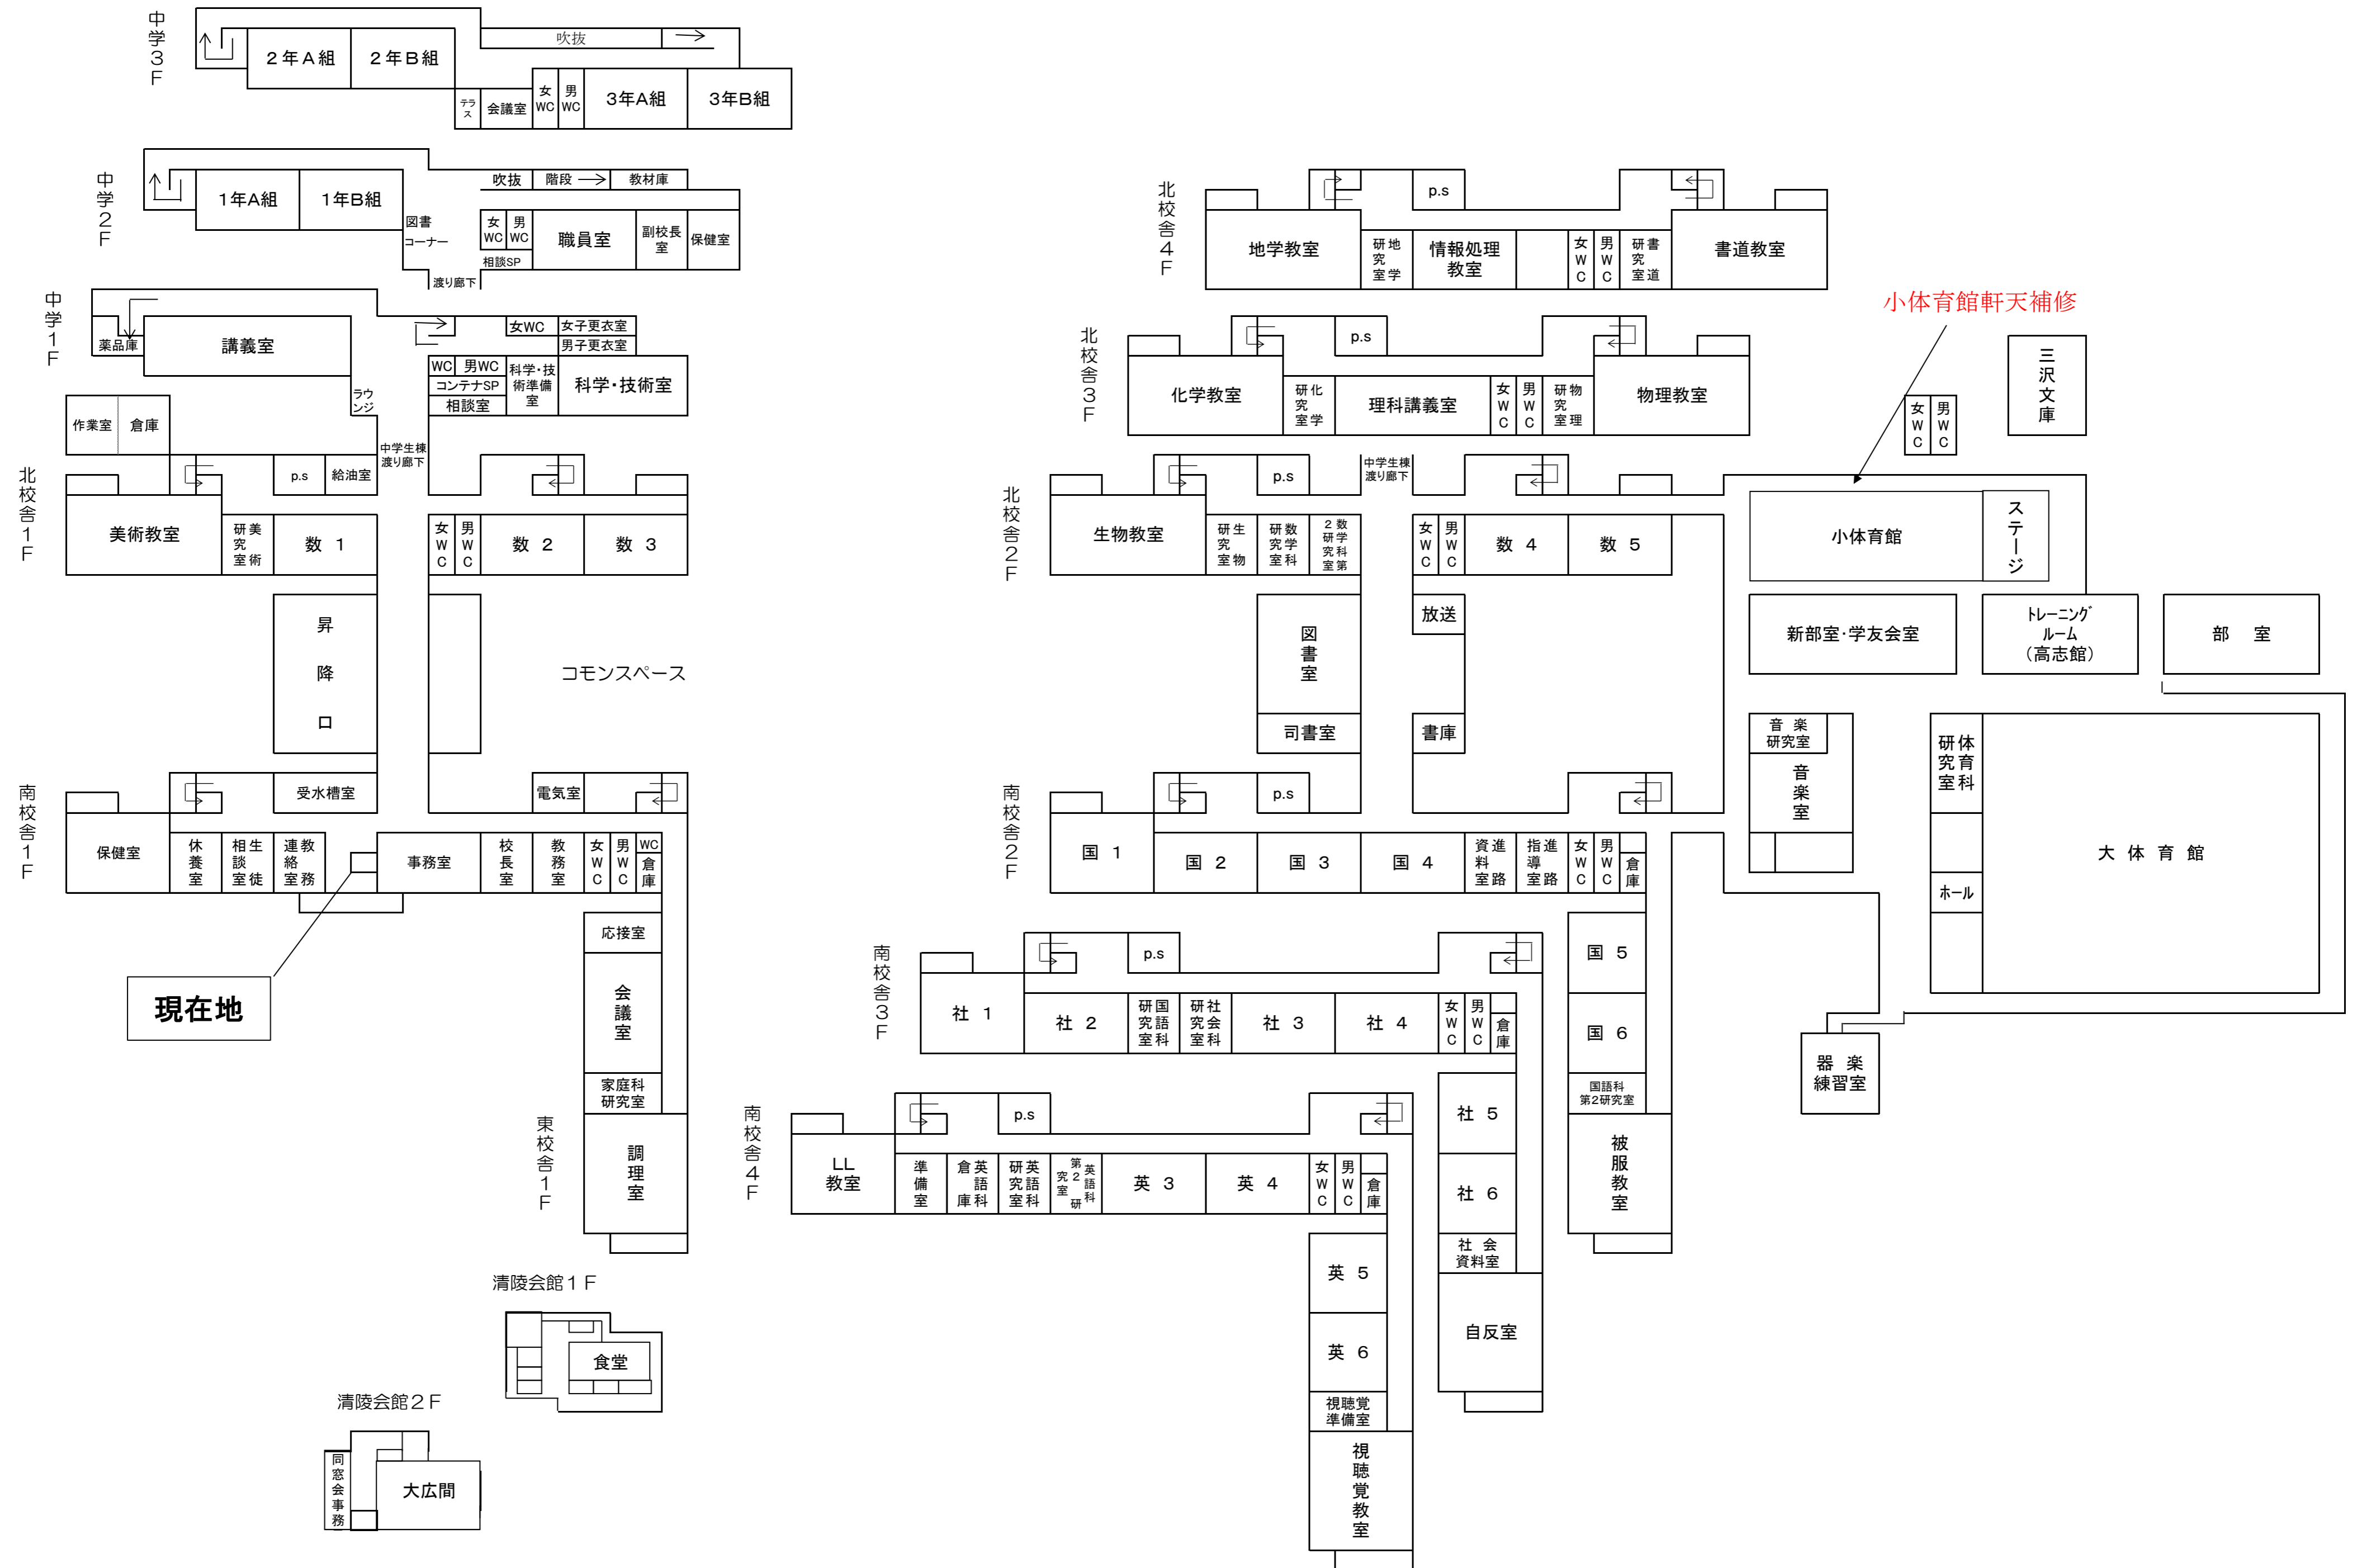 中学３Ｆ
吹抜
２年Ａ組
２年Ｂ組
テラス
会議室
女WC
男WC
３年A組
３年B組
中学２Ｆ
吹抜
階段
教材庫
１年A組
１年B組
図書
コーナー
女WC
男WC
職員室
副校長室
保健室
相談SP
渡り廊下
中学１Ｆ
薬品庫
講義室
ラウンジ
女WC
女子更衣室
男子更衣室
WC
男WC
コンテナSP
相談室
科学・技術準備室
科学・技術室
作業室
倉庫
中学生棟
渡り廊下
北校舎１Ｆ
p.s
給油室
美術教室
美術研究室
数　1
女WC
男WC
数　2
数　3
昇降口
コモンスペース
南校舎１Ｆ
受水槽室
電気室
保健室
休養室
生徒相談室
教務連絡室
事務室
校長室
教務室
女WC
男WC
WC
倉庫
現在地
応接室
会議室
家庭科
研究室
東校舎１Ｆ
調理室
清陵会館１Ｆ
食堂
清陵会館２Ｆ
同窓会事務
大広間
北校舎４Ｆ
p.s
地学教室
地学研究室
情報処理
教室
女WC
男WC
書道研究室
書道教室
北校舎３Ｆ
p.s
化学教室
化学研究室
理科講義室
女WC
男WC
物理研究室
物理教室
北校舎２Ｆ
p.s
中学生棟
渡り廊下
生物教室
生物研究室
数学科研究室
数学科第２研究室
女WC
男WC
数　4
数　5
図書室
放送
司書室
書庫
南校舎２Ｆ
p.s
国　1
国　2
国　3
国　4
進路資料室
進路指導室
女WC
男WC
倉庫
国　5
国　6
国語科
第2研究室
被服教室
南校舎３Ｆ
p.s
社　1
社　2
国語科研究室
社会科研究室
社　3
社　4
女WC
男WC
倉庫
社　5
社　6
社　会
資料室
自反室
南校舎４Ｆ
p.s
LL
教室
準備室
英語科倉庫
英語科研究室
英語科研
第２
究室
英　3
英　4
女WC
男WC
倉庫
英　5
英　6
視聴覚
準備室
視聴覚教室
小体育館軒天補修
三沢文庫
女WC
男WC
小体育館
ステージ
新部室・学友会室
ﾄﾚｰﾆﾝｸﾞ
ﾙｰﾑ
（高志館）
部　室
音　楽
研究室
音楽室
体育科研究室
ホール
大　体　育　館
器　楽
練習室